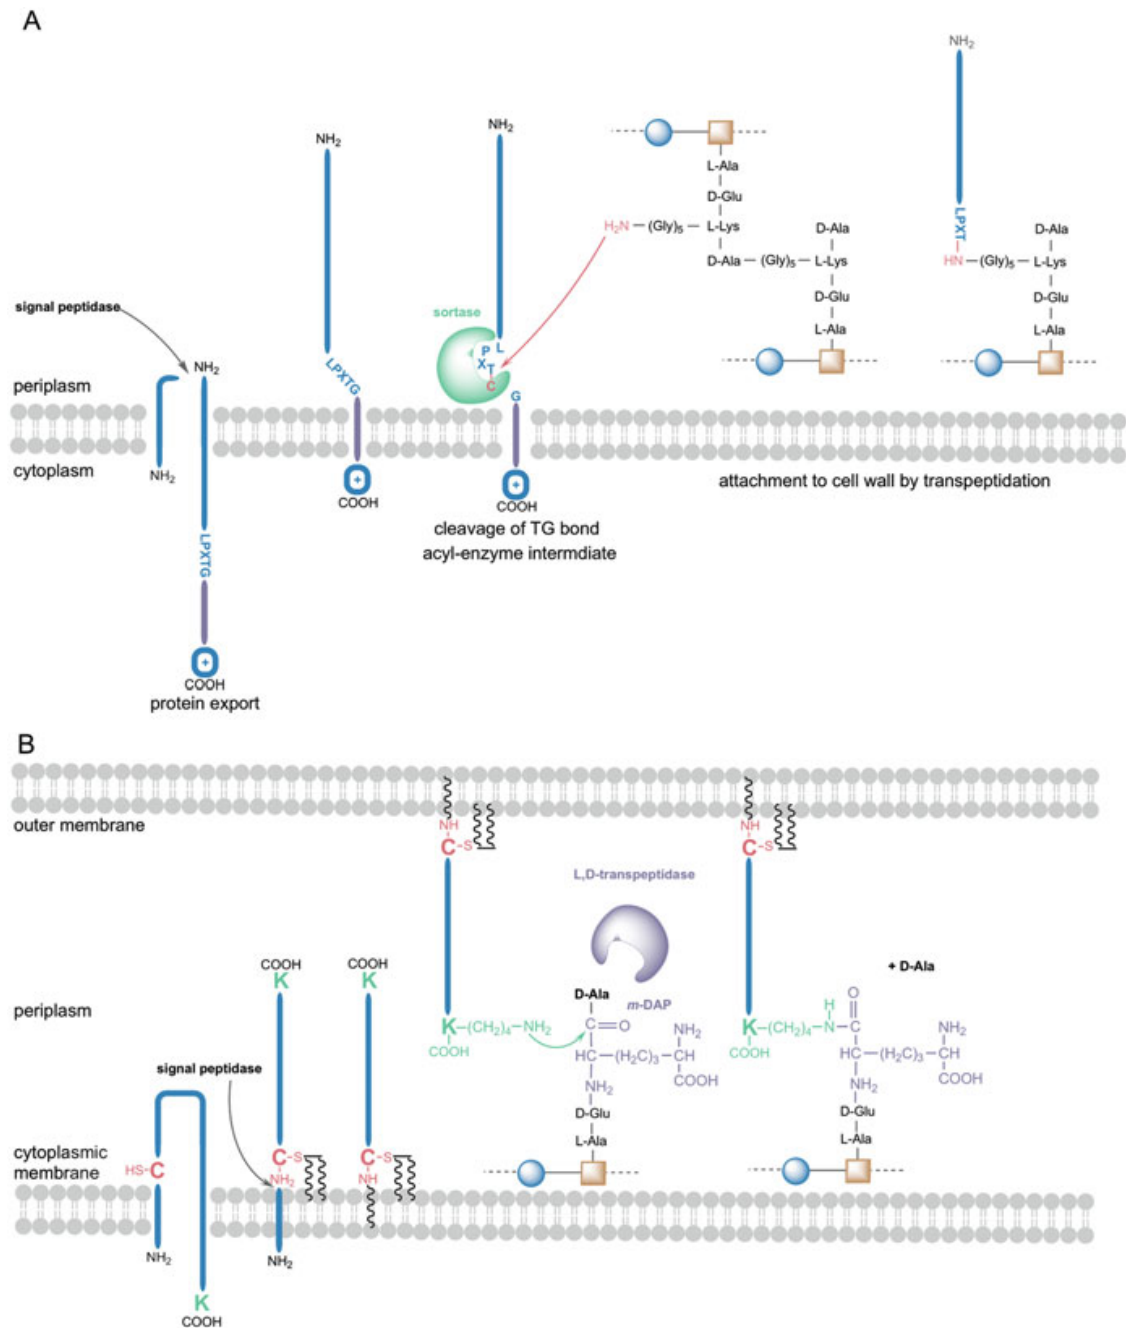 A
NH2
NH2
NH2
L-Ala
D-Glu
H2N — (Gly)5 — L-Lys
D-Ala
D-Ala — (Gly)5 — L-Lys
D-Glu
L-Ala
LPXT
D-Ala
HN — (Gly)5 — L-Lys
D-Glu
L-Ala
signal peptidase
sortase
P L
X T
C
G
NH2
LPXTG
periplasm
cytoplasm
NH2
+
COOH
+
COOH
attachment to cell wall by transpeptidation
cleavage of TG bond
acyl-enzyme intermdiate
LPXTG
+
COOH
protein export
B
outer membrane
NH
C-S
NH
C-S
L,D-transpeptidase
COOH
K
COOH
K
+ D-Ala
periplasm
D-Ala
m-DAP
K-(CH2)4-NH2
COOH
C=O
NH2
HC-(H2C)3-CH
COOH
NH2
D-Glu
L-Ala
O
H
K-(CH2)4-N-C
COOH
NH2
HC-(H2C)3-CH
COOH
NH2
D-Glu
L-Ala
signal peptidase
cytoplasmic
membrane
HS-C
C-S
NH2
C-S
NH
NH2
NH2
K
COOH